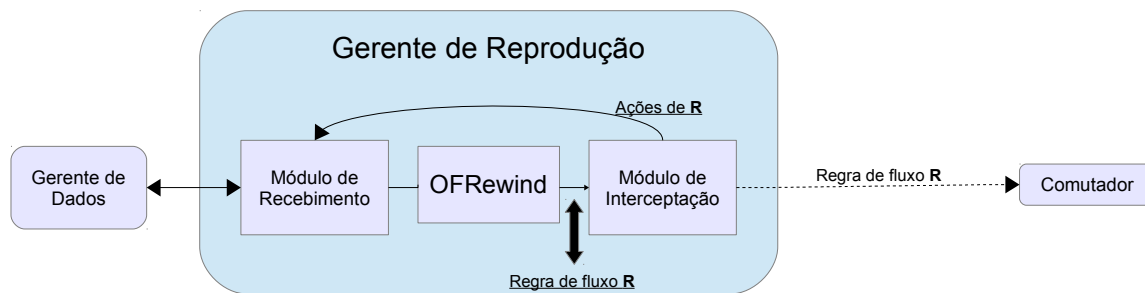 Gerente de Reprodução
Ações de R
Gerente de
Dados
Módulo de
Recebimento
OFRewind
Módulo de
Interceptação
Regra de fluxo R
Comutador
Regra de fluxo R